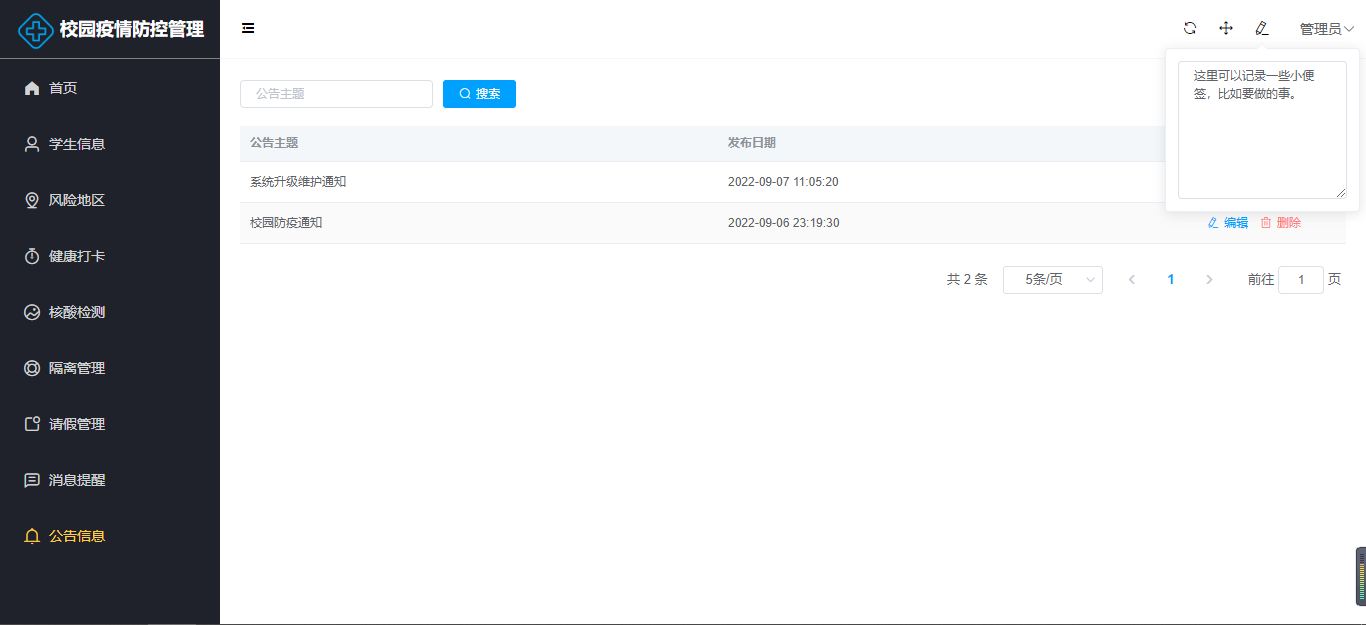 校园疫情防控管理
管理员
首页
学生信息
风险地区
健康打卡
核酸检测
隔离管理
请假管理
消息提醒
公告信息
公告主题
搜索
这里可以记录一些小便
签，比如要做的事。
公告主题 发布日期
系统升级维护通知 2022-09-07 11:05:20
校园防疫通知 2022-09-06 23:19:30 编辑 删除
共 2 条 5条/页 1 前往 1 页